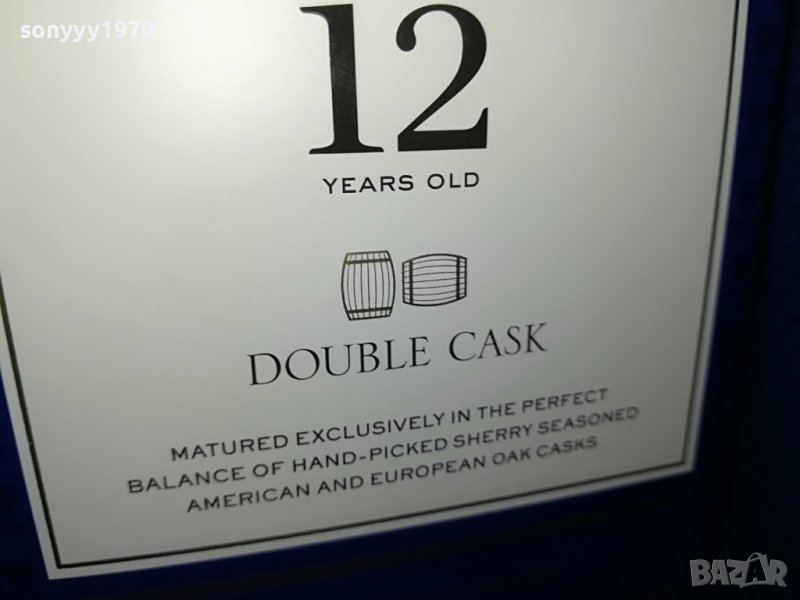 sonyyy1970
12
YEARS OLD
DOUBLE CASK
MATURED EXCLUSIVELY IN THE PERFECT
BALANCE OF HAND-PICKED SHERRY SEASONED
AMERICAN AND EUROPEAN OAK CASKS
BAZAR